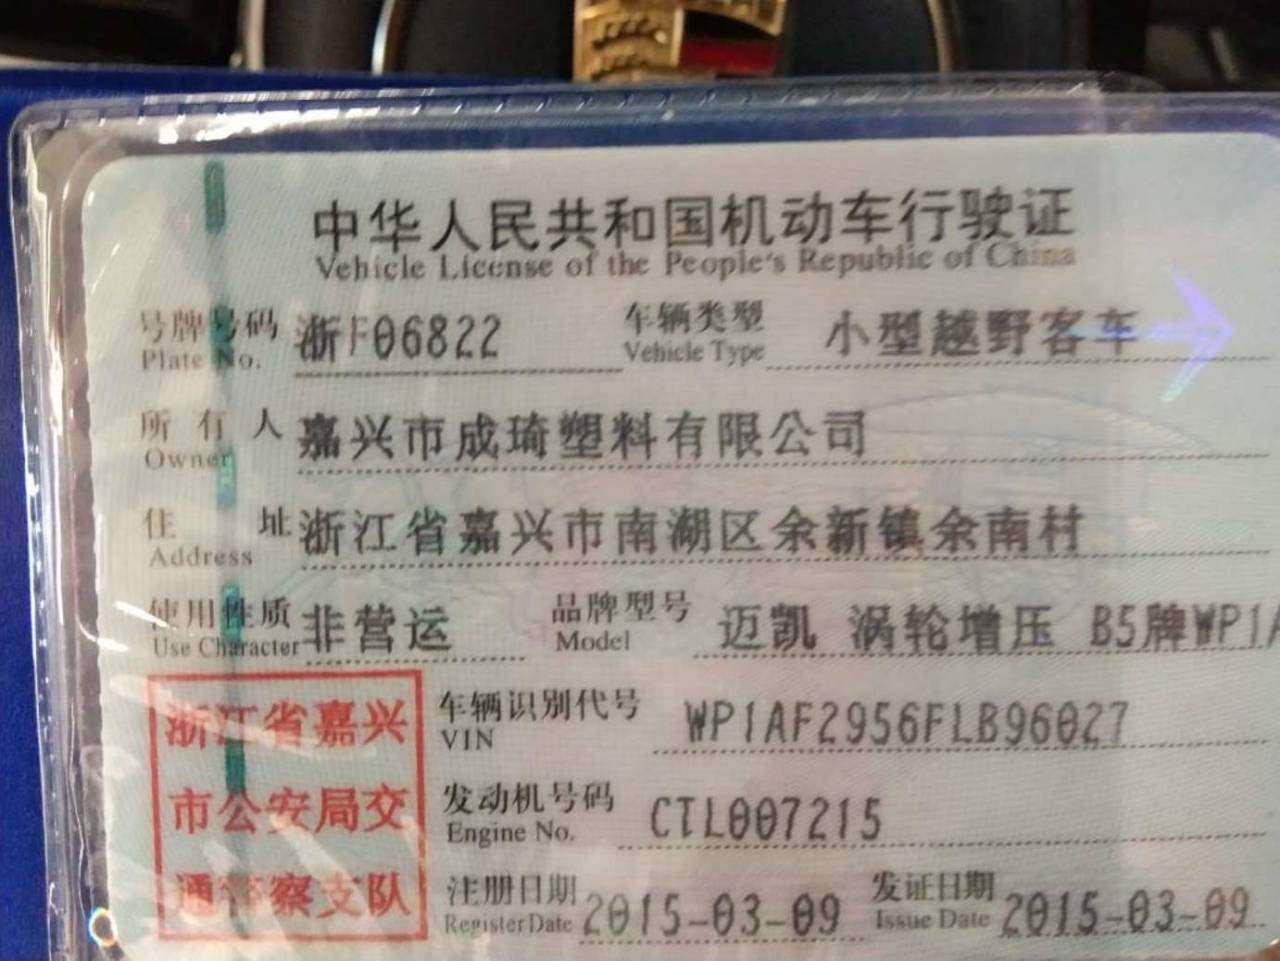 中华人民共和国机动车行驶证
Vehicle License of the People's Republic of China
号牌号码 浙F06822 车辆类型 小型越野客车
Plate No. Vehicle Type
所有人 嘉兴市成琦塑料有限公司
Owner
住址 浙江省嘉兴市南湖区余新镇余南村
Address
使用性质 非营运 品牌型号 迈凯 涡轮增压 B5牌WP1A
Use Character Model
浙江省嘉兴
市公安局交
通警察支队
车辆识别代号 WP1AF2956FLB96027
VIN
发动机号码 CTL007215
Engine No.
注册日期 2015-03-09 发证日期 2015-03-09
Register Date Issue Date